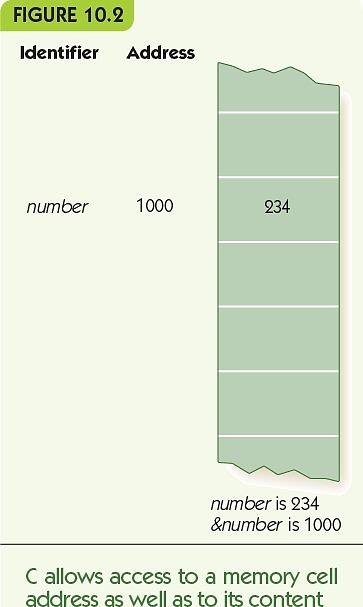 FIGURE 10.2
Identifier Address
number 1000 234
number is 234
&number is 1000
C allows access to a memory cell
address as well as to its content